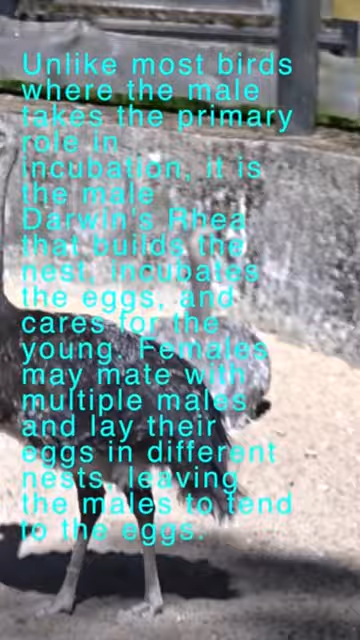 Unlike most birds
where the male
takes the primary
role in
incubation, it is
the male
Darwin's Rhea
that builds the
nest, incubates
the eggs, and
cares for the
young. Females
may mate with
multiple males
and lay their
eggs in different
nests, leaving
the males to tend
to the eggs.